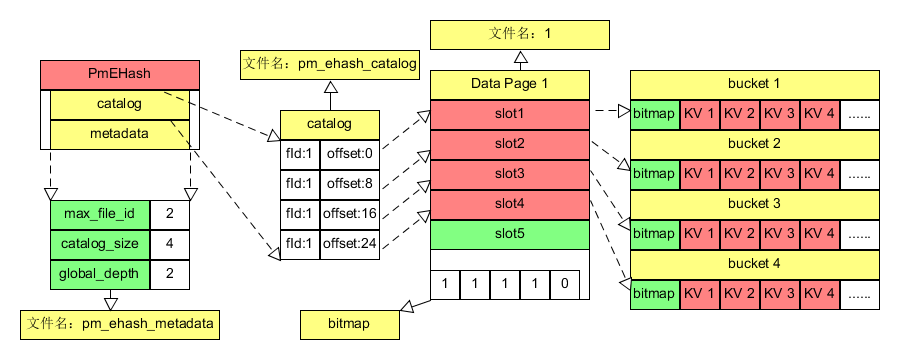 PmEHash
catalog
metadata
max_file_id 2
catalog_size 4
global_depth 2
文件名：pm_ehash_metadata
文件名：pm_ehash_catalog
catalog
fId:1 offset:0
fId:1 offset:8
fId:1 offset:16
fId:1 offset:24
文件名：1
Data Page 1
slot1
slot2
slot3
slot4
slot5
1 1 1 1 0
bitmap
bucket 1
bitmap KV 1 KV 2 KV 3 KV 4 ......
bucket 2
bitmap KV 1 KV 2 KV 3 KV 4 ......
bucket 3
bitmap KV 1 KV 2 KV 3 KV 4 ......
bucket 4
bitmap KV 1 KV 2 KV 3 KV 4 ......